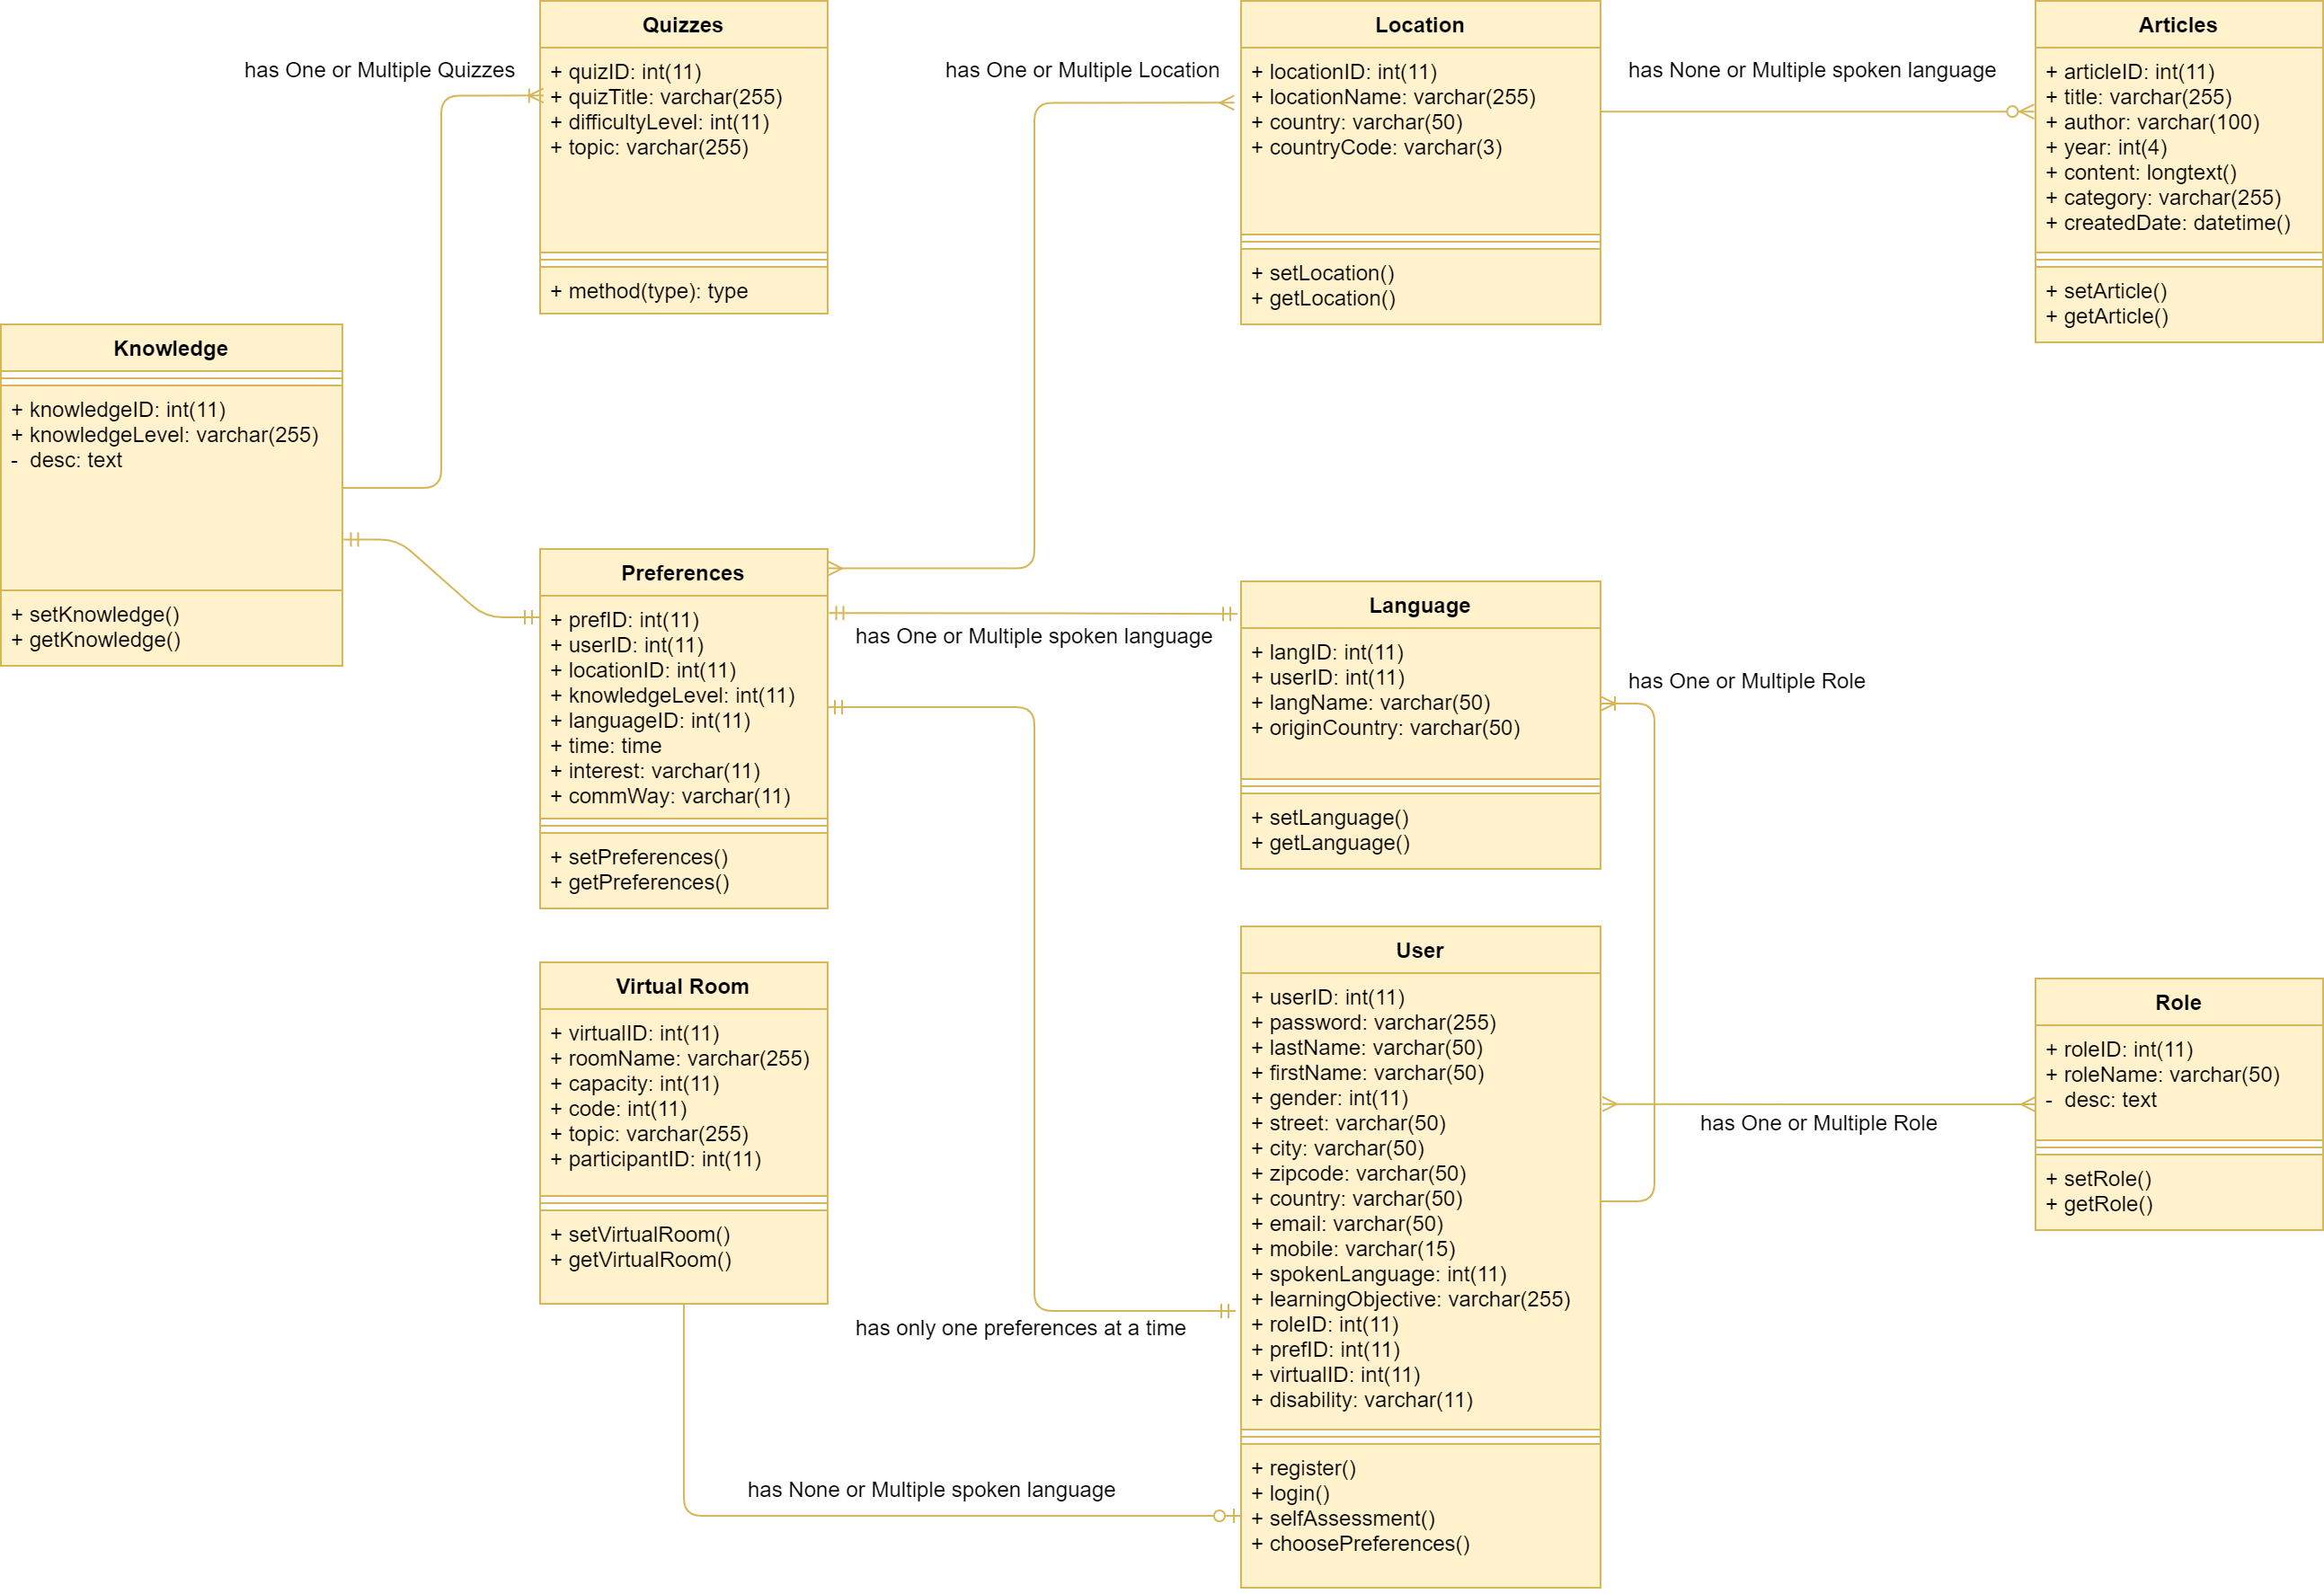 Quizzes
+ quizID: int(11)
+ quizTitle: varchar(255)
+ difficultyLevel: int(11)
+ topic: varchar(255)
+ method(type): type
has One or Multiple Quizzes
Location
+ locationID: int(11)
+ locationName: varchar(255)
+ country: varchar(50)
+ countryCode: varchar(3)
+ setLocation()
+ getLocation()
has One or Multiple Location
Articles
+ articleID: int(11)
+ title: varchar(255)
+ author: varchar(100)
+ year: int(4)
+ content: longtext()
+ category: varchar(255)
+ createdDate: datetime()
+ setArticle()
+ getArticle()
has None or Multiple spoken language
Knowledge
+ knowledgeID: int(11)
+ knowledgeLevel: varchar(255)
- desc: text
+ setKnowledge()
+ getKnowledge()
Preferences
+ prefID: int(11)
+ userID: int(11)
+ locationID: int(11)
+ knowledgeLevel: int(11)
+ languageID: int(11)
+ time: time
+ interest: varchar(11)
+ commWay: varchar(11)
+ setPreferences()
+ getPreferences()
has One or Multiple spoken language
Language
+ langID: int(11)
+ userID: int(11)
+ langName: varchar(50)
+ originCountry: varchar(50)
+ setLanguage()
+ getLanguage()
has One or Multiple Role
Virtual Room
+ virtualID: int(11)
+ roomName: varchar(255)
+ capacity: int(11)
+ code: int(11)
+ topic: varchar(255)
+ participantID: int(11)
+ setVirtualRoom()
+ getVirtualRoom()
User
+ userID: int(11)
+ password: varchar(255)
+ lastName: varchar(50)
+ firstName: varchar(50)
+ gender: int(11)
+ street: varchar(50)
+ city: varchar(50)
+ zipcode: varchar(50)
+ country: varchar(50)
+ email: varchar(50)
+ mobile: varchar(15)
+ spokenLanguage: int(11)
+ learningObjective: varchar(255)
+ roleID: int(11)
+ prefID: int(11)
+ virtualID: int(11)
+ disability: varchar(11)
+ register()
+ login()
+ selfAssessment()
+ choosePreferences()
Role
+ roleID: int(11)
+ roleName: varchar(50)
- desc: text
+ setRole()
+ getRole()
has One or Multiple Role
has only one preferences at a time
has None or Multiple spoken language